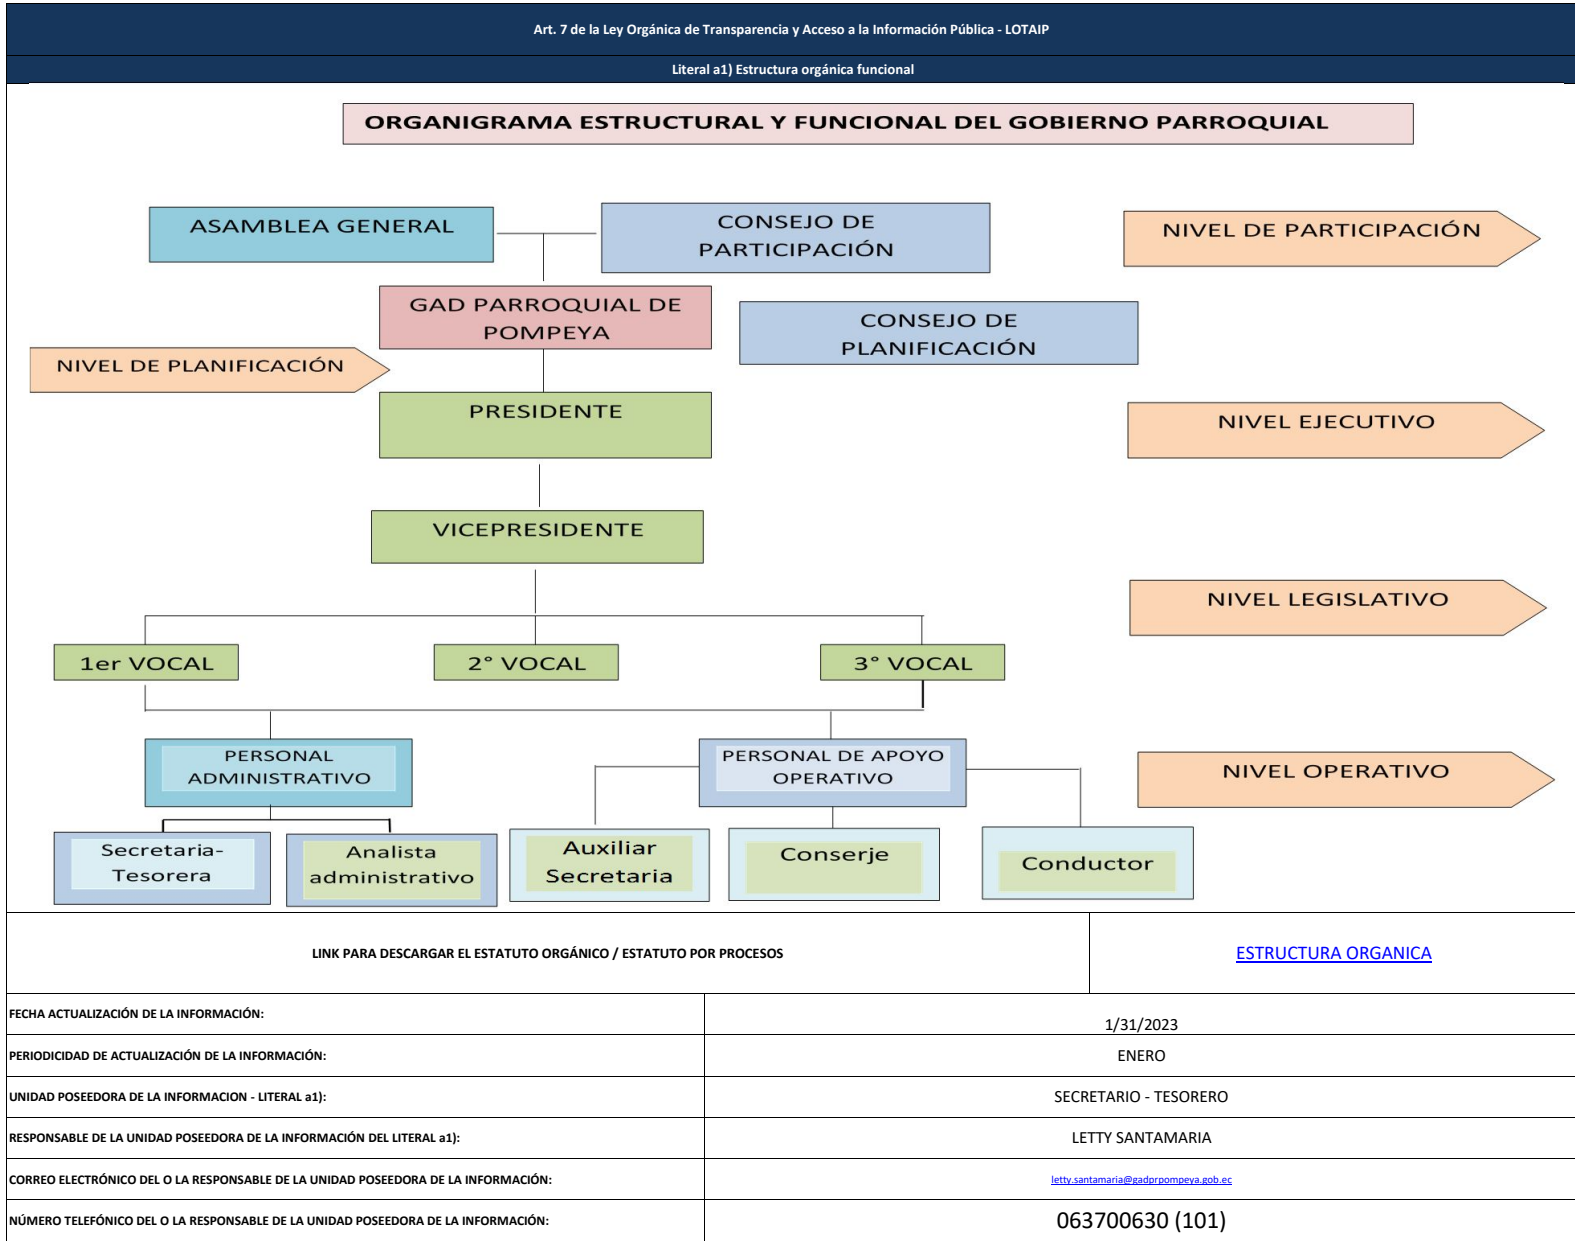 Art. 7 de la Ley Orgánica de Transparencia y Acceso a la Información Pública - LOTAIP
Literal a1) Estructura orgánica funcional
ORGANIGRAMA ESTRUCTURAL Y FUNCIONAL DEL GOBIERNO PARROQUIAL
ASAMBLEA GENERAL
CONSEJO DE
PARTICIPACIÓN
NIVEL DE PARTICIPACIÓN
GAD PARROQUIAL DE
POMPEYA
CONSEJO DE
PLANIFICACIÓN
NIVEL DE PLANIFICACIÓN
PRESIDENTE
NIVEL EJECUTIVO
VICEPRESIDENTE
NIVEL LEGISLATIVO
1er VOCAL
2° VOCAL
3° VOCAL
PERSONAL
ADMINISTRATIVO
PERSONAL DE APOYO
OPERATIVO
NIVEL OPERATIVO
Secretaria-
Tesorera
Analista
administrativo
Auxiliar
Secretaria
Conserje
Conductor
LINK PARA DESCARGAR EL ESTATUTO ORGÁNICO / ESTATUTO POR PROCESOS
ESTRUCTURA ORGANICA
FECHA ACTUALIZACIÓN DE LA INFORMACIÓN:
1/31/2023
PERIODICIDAD DE ACTUALIZACIÓN DE LA INFORMACIÓN:
ENERO
UNIDAD POSEEDORA DE LA INFORMACION - LITERAL a1):
SECRETARIO - TESORERO
RESPONSABLE DE LA UNIDAD POSEEDORA DE LA INFORMACIÓN DEL LITERAL a1):
LETTY SANTAMARIA
CORREO ELECTRÓNICO DEL O LA RESPONSABLE DE LA UNIDAD POSEEDORA DE LA INFORMACIÓN:
letty.santamaria@gadprpompeya.gob.ec
NÚMERO TELEFÓNICO DEL O LA RESPONSABLE DE LA UNIDAD POSEEDORA DE LA INFORMACIÓN:
063700630 (101)